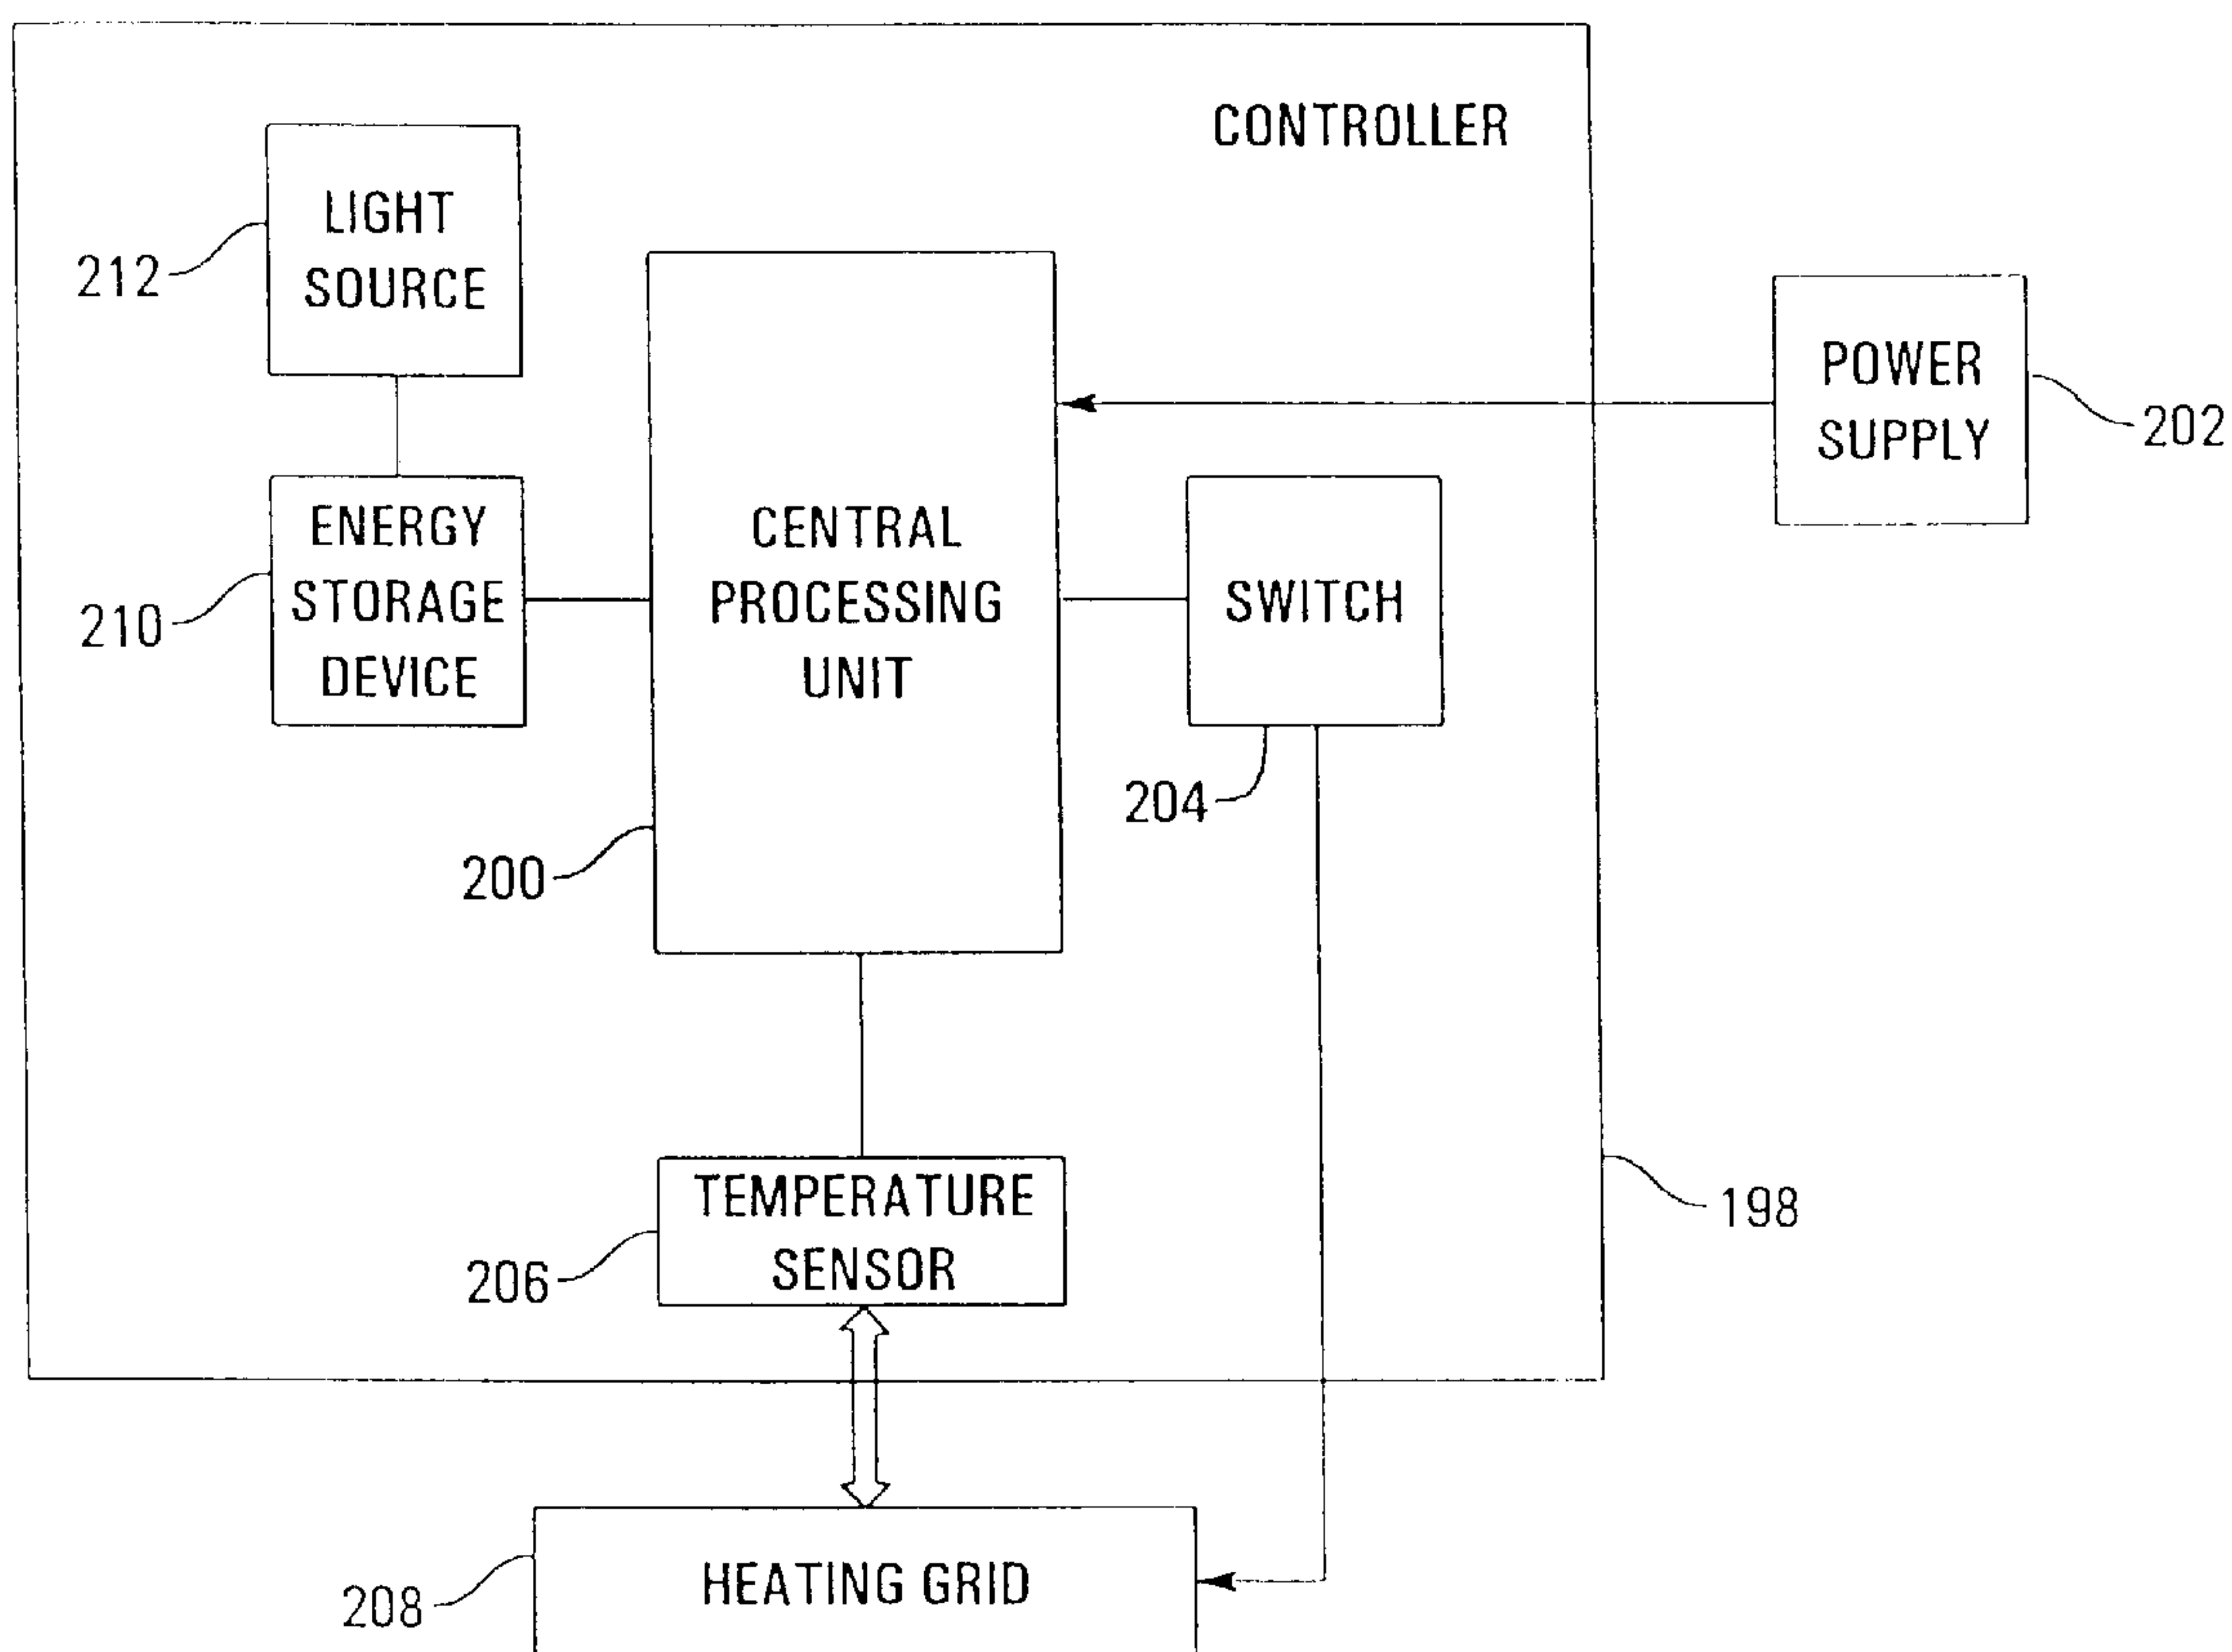 CONTROLLER
LIGHT
SOURCE
212
POWER
SUPPLY
202
ENERGY
STORAGE
DEVICE
210
CENTRAL
PROCESSING
UNIT
200
SWITCH
204
TEMPERATURE
SENSOR
206
198
HEATING GRID
208